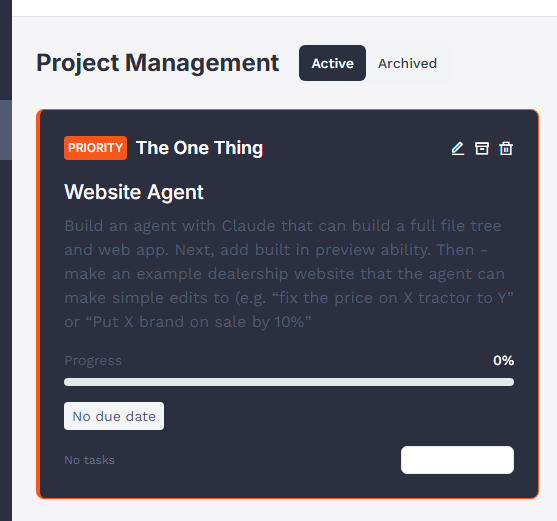 Project Management
Active
Archived
PRIORITY
The One Thing
Website Agent
Build an agent with Claude that can build a full file tree
and web app. Next, add built in preview ability. Then -
make an example dealership website that the agent can
make simple edits to (e.g. “fix the price on X tractor to Y”
or “Put X brand on sale by 10%”
Progress
0%
No due date
No tasks